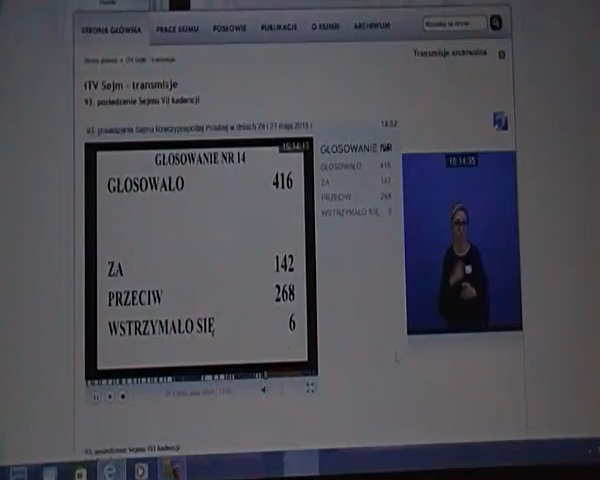 STRONA GŁÓWNA PRACE SEJMU POSŁOWIE PUBLIKACJE O SEJMIE ARCHIWUM
Transmisje archiwalne
iTV Sejm - transmisje
93. posiedzenie Sejmu VII kadencji
14:52
GŁOSOWANIE NR 14
GŁOSOWAŁO 416
ZA 142
PRZECIW 268
WSTRZYMAŁO SIĘ 6
GŁOSOWANIE NR
GŁOSOWAŁO 416
ZA 142
PRZECIW 268
WSTRZYMAŁO SIĘ 6
15:14:35
93. posiedzenie Sejmu VII kadencji